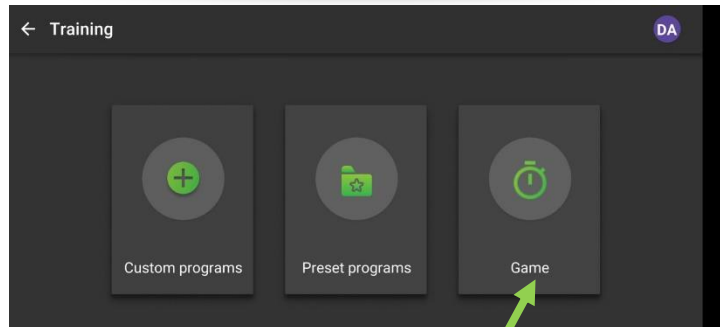 Training
DA
Custom programs
Preset programs
Game